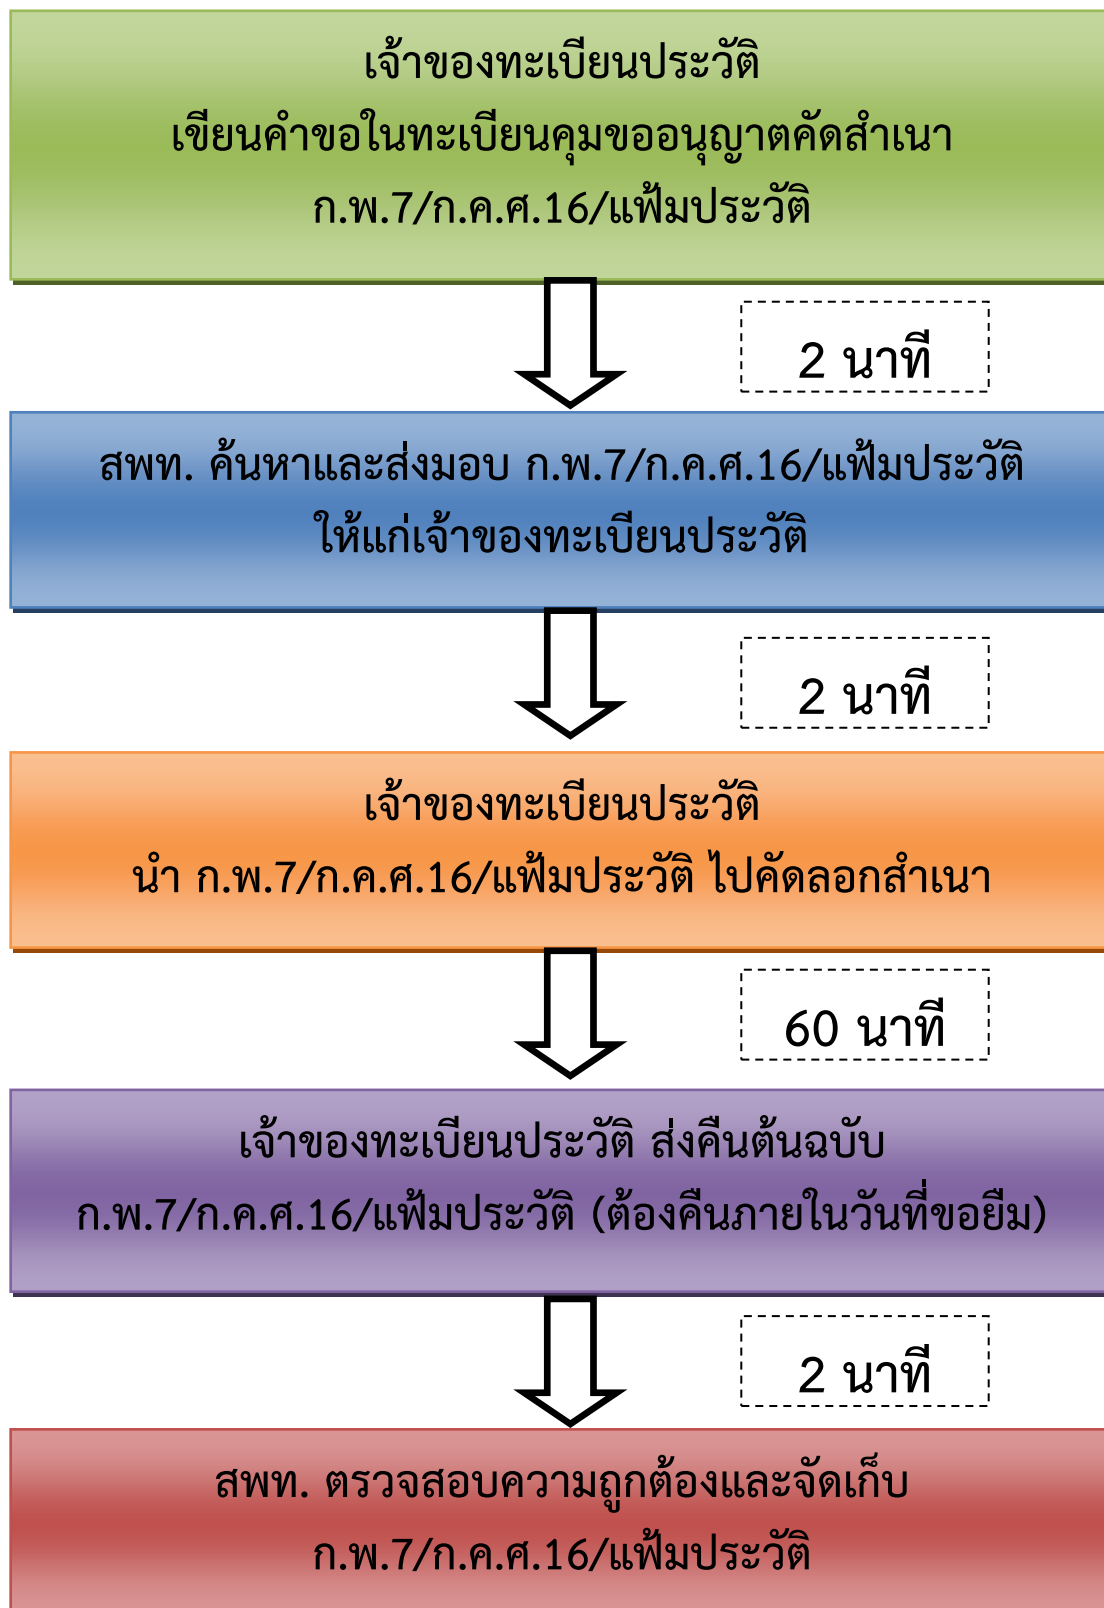 เจ้าของทะเบียนประวัติ
เขียนคำขอในทะเบียนคุมขออนุญาตคัดสำเนา
ก.พ.7/ก.ค.ศ.16/แฟ้มประวัติ
2 นาที
สพท. ค้นหาและส่งมอบ ก.พ.7/ก.ค.ศ.16/แฟ้มประวัติ
ให้แก่เจ้าของทะเบียนประวัติ
2 นาที
เจ้าของทะเบียนประวัติ
นำ ก.พ.7/ก.ค.ศ.16/แฟ้มประวัติ ไปคัดลอกสำเนา
60 นาที
เจ้าของทะเบียนประวัติ ส่งคืนต้นฉบับ
ก.พ.7/ก.ค.ศ.16/แฟ้มประวัติ (ต้องคืนภายในวันที่ขอยืม)
2 นาที
สพท. ตรวจสอบความถูกต้องและจัดเก็บ
ก.พ.7/ก.ค.ศ.16/แฟ้มประวัติ